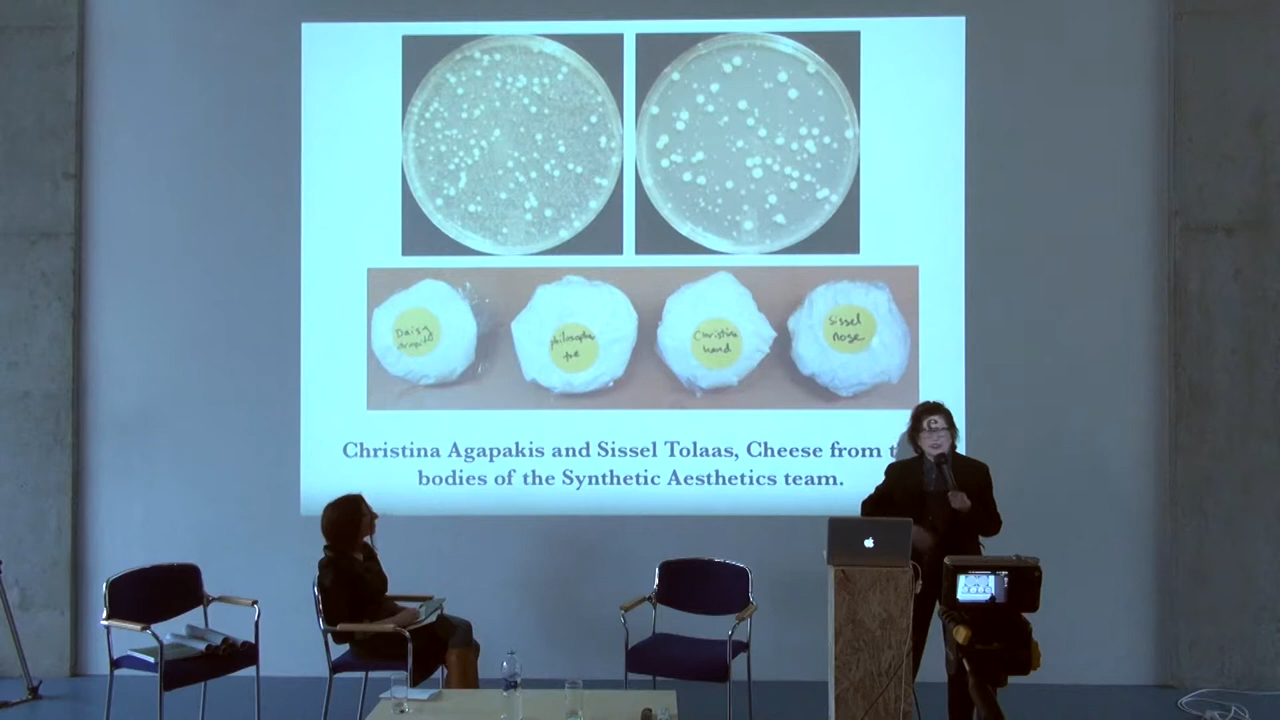 Daisy
philosopher
toe
Christina
hand
Sissel
nose
Christina Agapakis and Sissel Tolaas, Cheese from t
bodies of the Synthetic Aesthetics team.